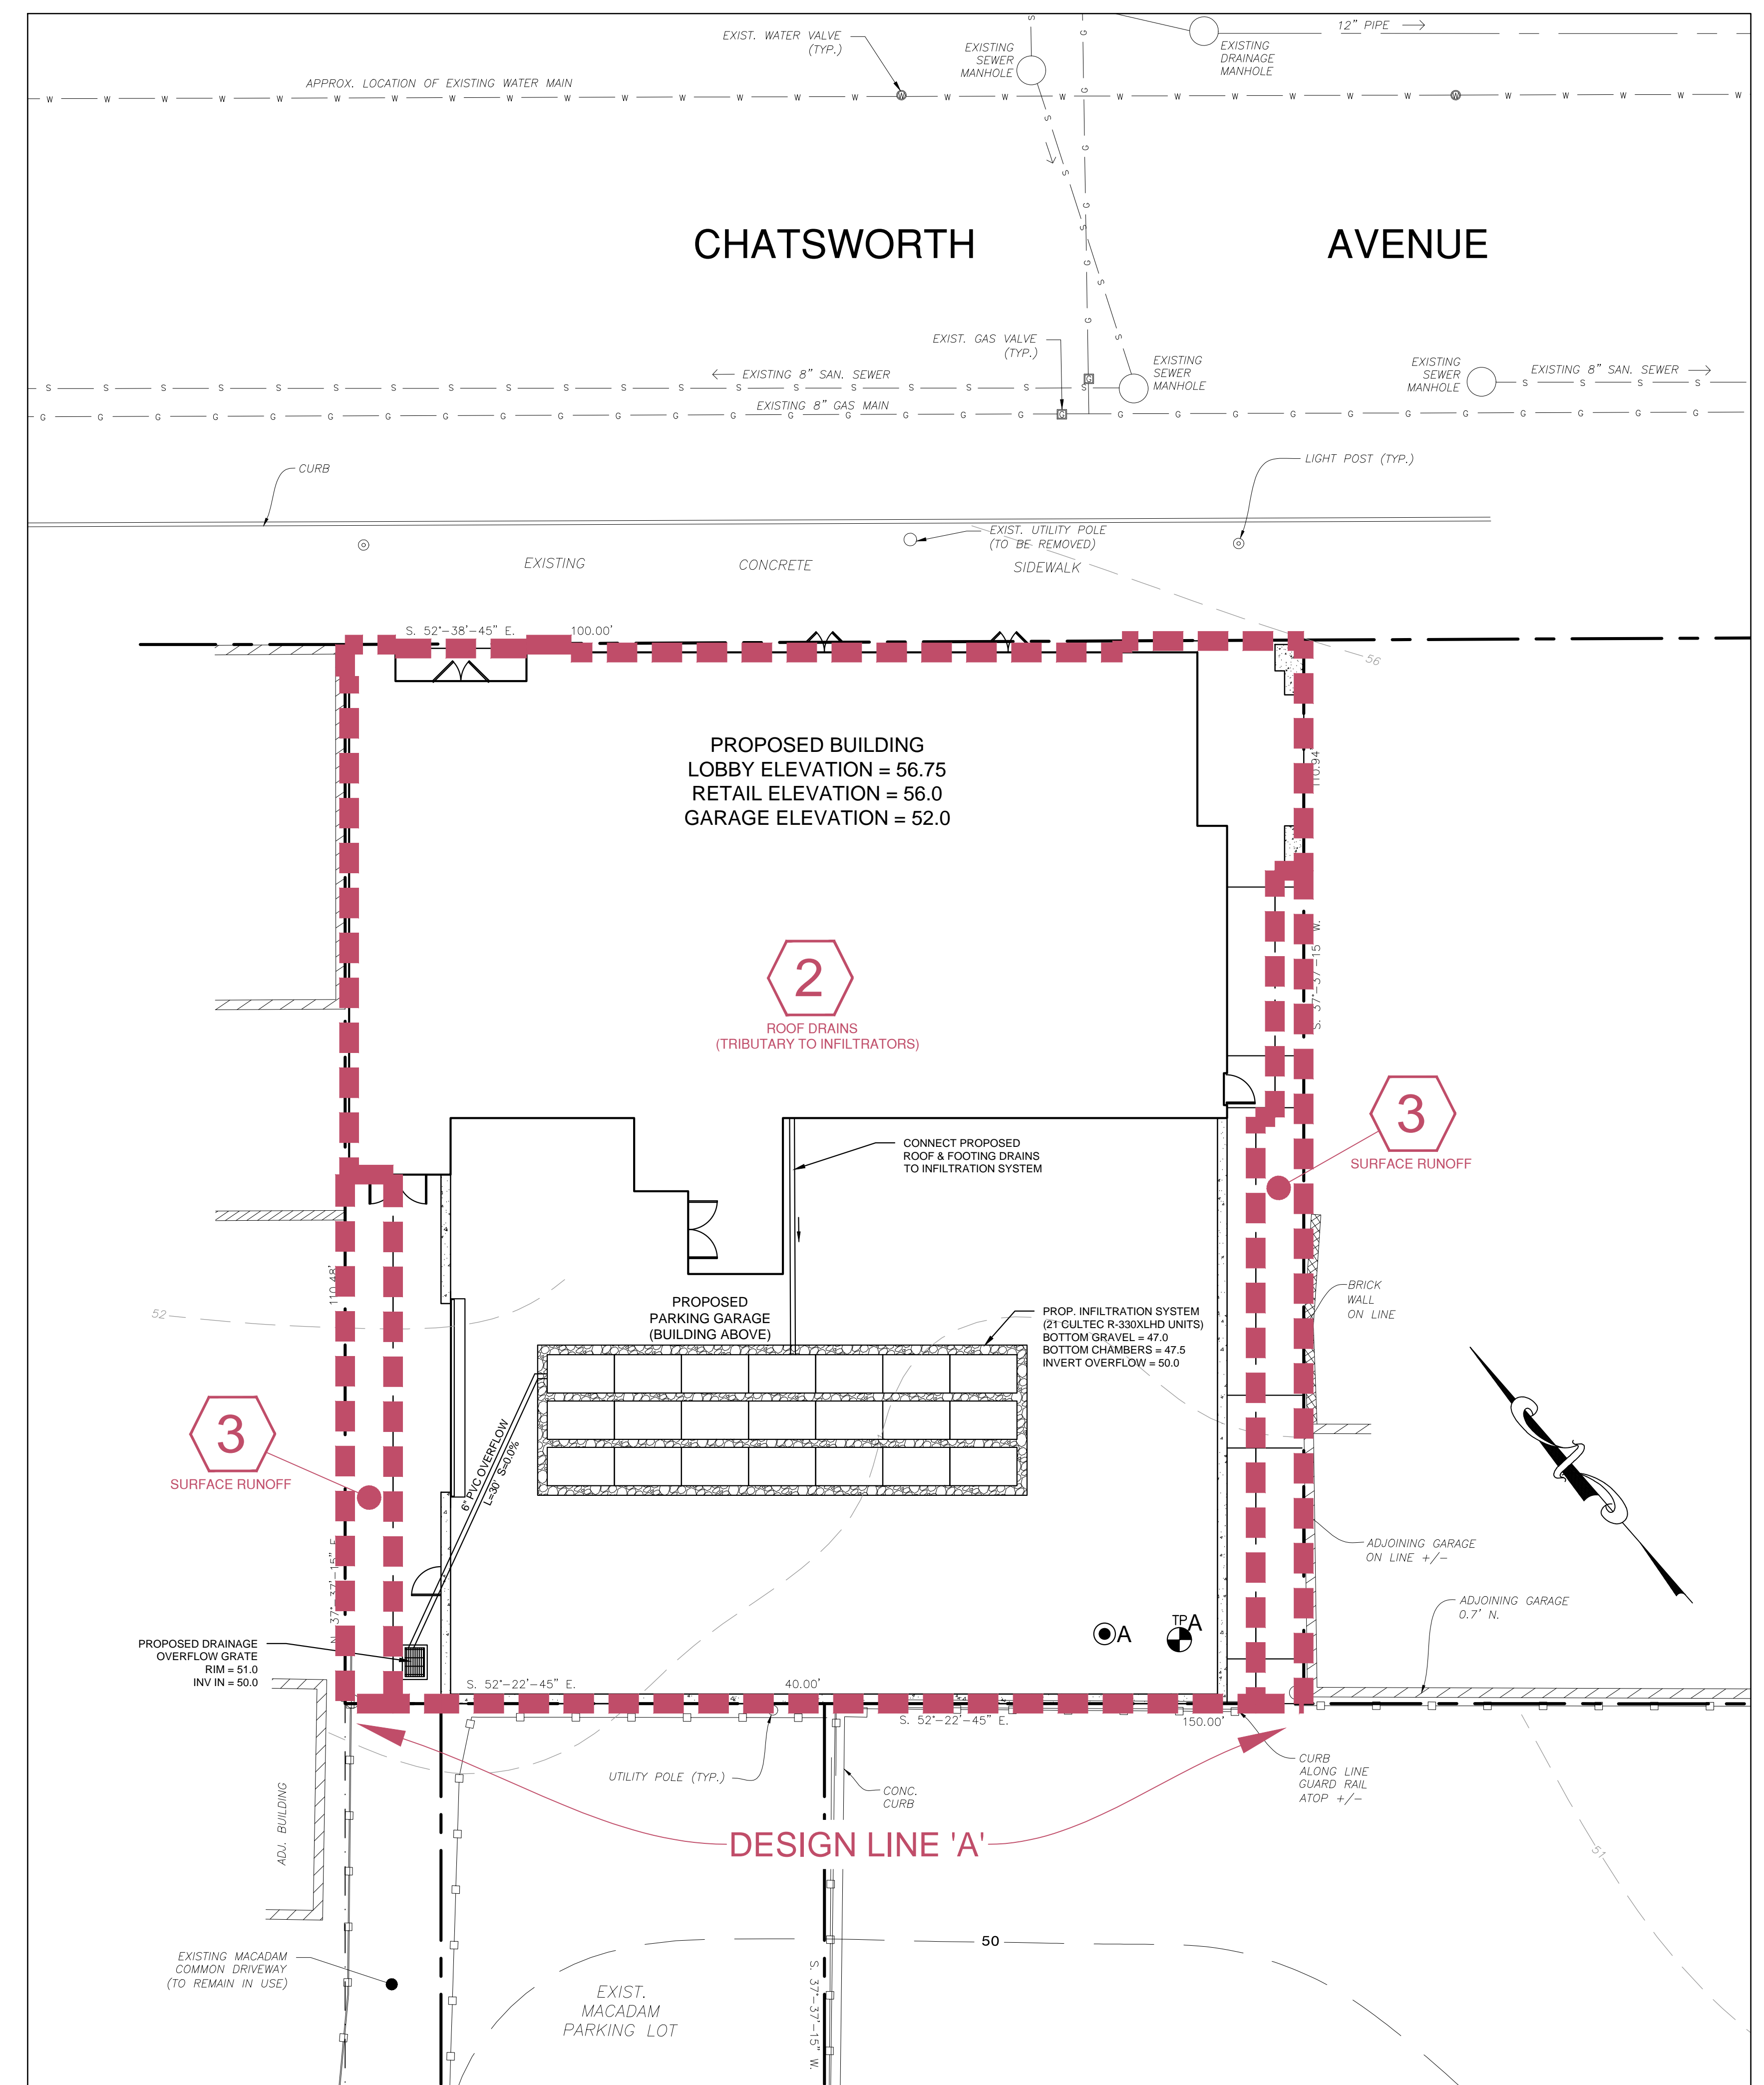 12" PIPE
EXIST. WATER VALVE
(TYP.)
EXISTING
SEWER
MANHOLE
EXISTING
DRAINAGE
MANHOLE
APPROX. LOCATION OF EXISTING WATER MAIN
CHATSWORTH AVENUE
EXIST. GAS VALVE
(TYP.)
EXISTING
SEWER
MANHOLE
EXISTING
SEWER
MANHOLE
EXISTING 8" SAN. SEWER
EXISTING 8" SAN. SEWER
EXISTING 8" GAS MAIN
CURB
LIGHT POST (TYP.)
EXIST. UTILITY POLE
(TO BE REMOVED)
EXISTING CONCRETE SIDEWALK
S. 52°-38'-45" E. 100.00'
56
PROPOSED BUILDING
LOBBY ELEVATION = 56.75
RETAIL ELEVATION = 56.0
GARAGE ELEVATION = 52.0
110.94'
S. 37°-37'-15" W.
2
ROOF DRAINS
(TRIBUTARY TO INFILTRATORS)
3
SURFACE RUNOFF
CONNECT PROPOSED
ROOF & FOOTING DRAINS
TO INFILTRATION SYSTEM
110.48'
52
PROPOSED
PARKING GARAGE
(BUILDING ABOVE)
PROP. INFILTRATION SYSTEM
(21 CULTEC R-330XLHD UNITS)
BOTTOM GRAVEL = 47.0
BOTTOM CHAMBERS = 47.5
INVERT OVERFLOW = 50.0
BRICK
WALL
ON LINE
3
SURFACE RUNOFF
6" PVC OVERFLOW
L=30' S=0.0%
N. 37°-37'-15" E.
ADJOINING GARAGE
ON LINE +/-
ADJOINING GARAGE
0.7' N.
A
TP A
PROPOSED DRAINAGE
OVERFLOW GRATE
RIM = 51.0
INV IN = 50.0
S. 52°-22'-45" E. 40.00'
S. 52°-22'-45" E. 150.00'
UTILITY POLE (TYP.)
CONC.
CURB
CURB
ALONG LINE
GUARD RAIL
ATOP +/-
ADJ. BUILDING
DESIGN LINE 'A'
51
50
EXISTING MACADAM
COMMON DRIVEWAY
(TO REMAIN IN USE)
EXIST.
MACADAM
PARKING LOT
S. 37°-37'-15" W.